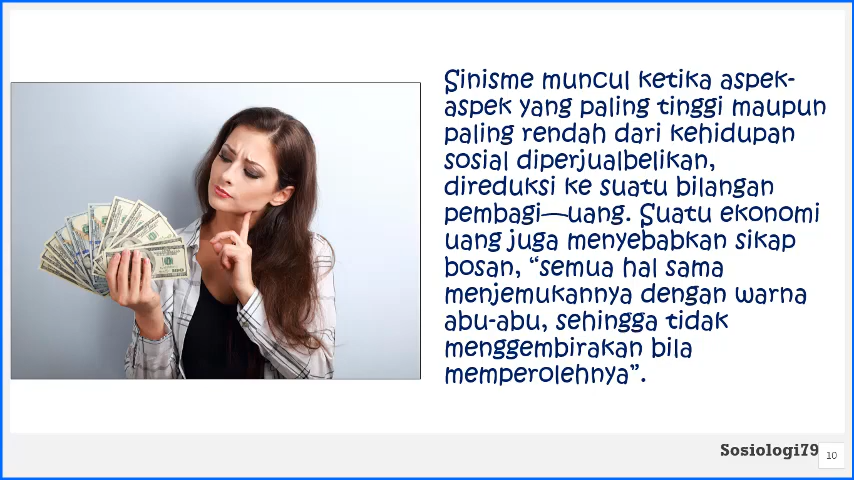 Sinisme muncul ketika aspek-
aspek yang paling tinggi maupun
paling rendah dari kehidupan
sosial diperjualbelikan,
direduksi ke suatu bilangan
pembagi—uang. Suatu ekonomi
uang juga menyebabkan sikap
bosan, “semua hal sama
menjemukannya dengan warna
abu-abu, sehingga tidak
menggembirakan bila
memperolehnya”.
Sosiologi79
10